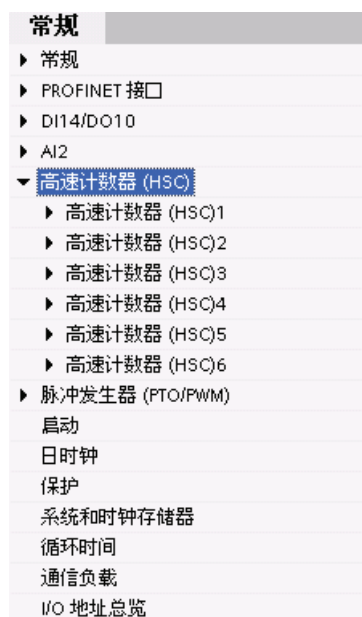 常规
常规
PROFINET 接口
DI14/DO10
AI2
高速计数器 (HSC)
高速计数器 (HSC)1
高速计数器 (HSC)2
高速计数器 (HSC)3
高速计数器 (HSC)4
高速计数器 (HSC)5
高速计数器 (HSC)6
脉冲发生器 (PTO/PWM)
启动
日时钟
保护
系统和时钟存储器
循环时间
通信负载
I/O 地址总览